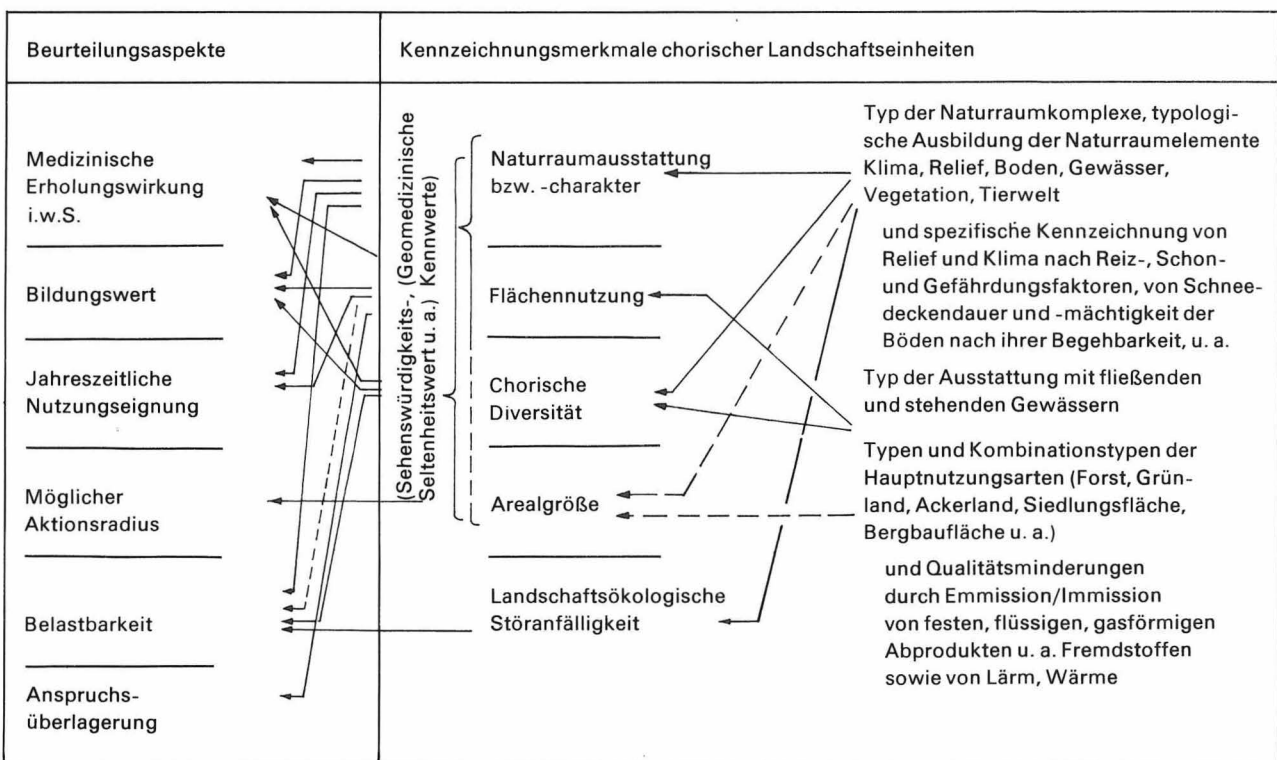 Beurteilungsaspekte
Kennzeichnungsmerkmale chorischer Landschaftseinheiten
Medizinische
Erholungswirkung
i.w.S.
Bildungswert
Jahreszeitliche
Nutzungseignung
Möglicher
Aktionsradius
Belastbarkeit
Anspruchs-
überlagerung
(Geomedizinische
Kennwerte)
(Sehenswürdigkeits-,
Seltenheitswert u. a.)
Naturraumausstattung
bzw. -charakter
Flächennutzung
Chorische
Diversität
Arealgröße
Landschaftsökologische
Störanfälligkeit
Typ der Naturraumkomplexe, typologi-
sche Ausbildung der Naturraumelemente
Klima, Relief, Boden, Gewässer,
Vegetation, Tierwelt
und spezifische Kennzeichnung von
Relief und Klima nach Reiz-, Schon-
und Gefährdungsfaktoren, von Schnee-
deckendauer und -mächtigkeit der
Böden nach ihrer Begehbarkeit, u. a.
Typ der Ausstattung mit fließenden
und stehenden Gewässern
Typen und Kombinationstypen der
Hauptnutzungsarten (Forst, Grün-
land, Ackerland, Siedlungsfläche,
Bergbaufläche u. a.)
und Qualitätsminderungen
durch Emmission/Immission
von festen, flüssigen, gasförmigen
Abprodukten u. a. Fremdstoffen
sowie von Lärm, Wärme